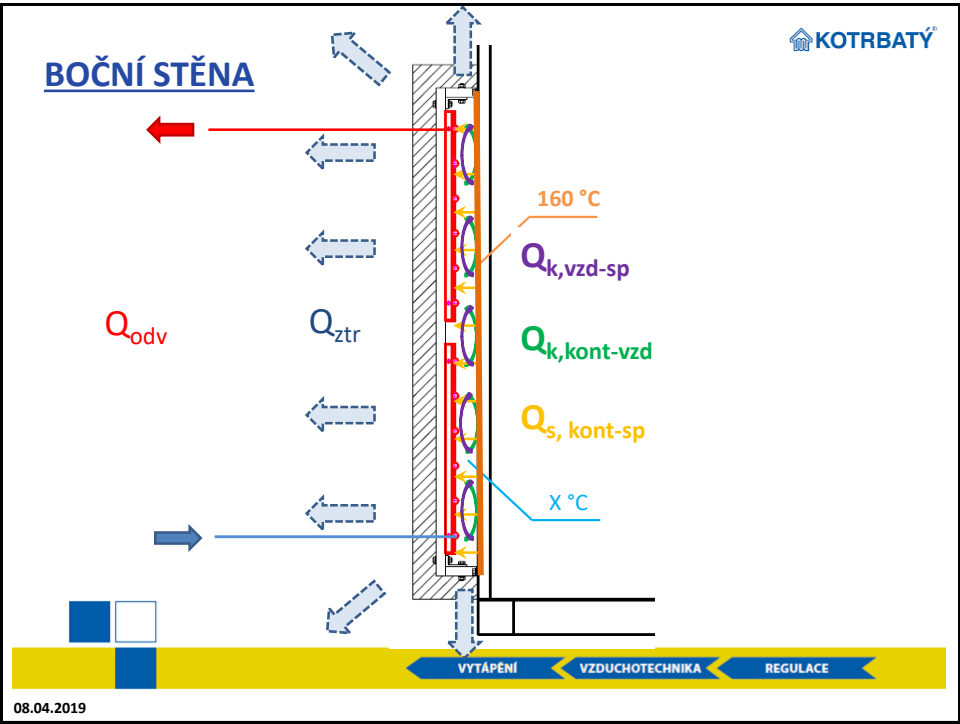 KOTRBATÝ
BOČNÍ STĚNA
160 °C
Qk,vzd-sp
Qodv
Qztr
Qk,kont-vzd
Qs, kont-sp
X °C
VYTÁPĚNÍ
VZDUCHOTECHNIKA
REGULACE
08.04.2019